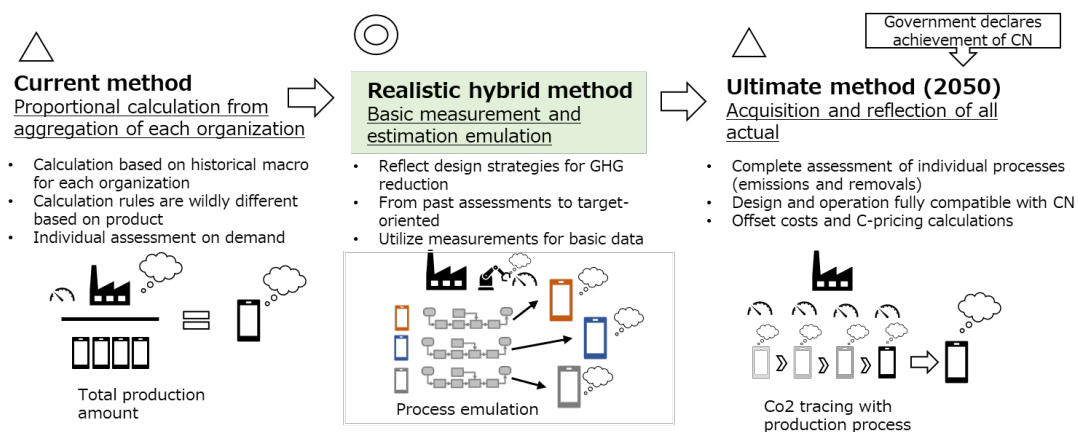 Government declares
achievement of CN
Current method
Proportional calculation from
aggregation of each organization
• Calculation based on historical macro
for each organization
• Calculation rules are wildly different
based on product
• Individual assessment on demand
Total production
amount
Realistic hybrid method
Basic measurement and
estimation emulation
• Reflect design strategies for GHG
reduction
• From past assessments to target-
oriented
• Utilize measurements for basic data
Process emulation
Ultimate method (2050)
Acquisition and reflection of all
actual
• Complete assessment of individual processes
(emissions and removals)
• Design and operation fully compatible with CN
• Offset costs and C-pricing calculations
Co2 tracing with
production process